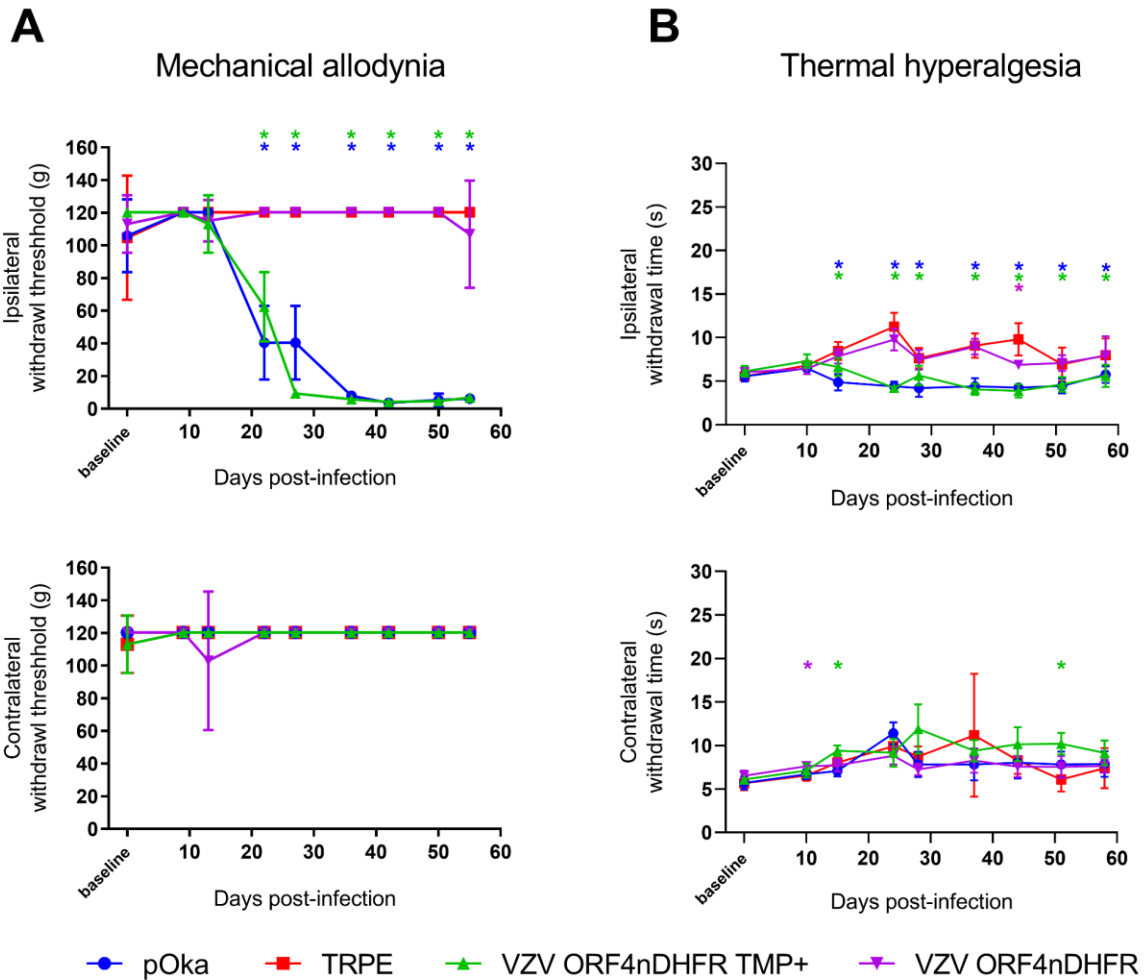 A
Mechanical allodynia
* * * * * *
* * * * * *
160
140
120
100
80
60
40
20
0
Ipsilateral
withdrawl threshhold (g)
baseline
10 20 30 40 50 60
Days post-infection
160
140
120
100
80
60
40
20
0
Contralateral
withdrawl threshhold (g)
baseline
10 20 30 40 50 60
Days post-infection
B
Thermal hyperalgesia
30
25
20
15
10
5
0
Ipsilateral
withdrawal time (s)
* * * * * * *
* * * * * * *
*
baseline
10 20 30 40 50 60
Days post-infection
30
25
20
15
10
5
0
Contralateral
withdrawal time (s)
* * *
baseline
10 20 30 40 50 60
Days post-infection
pOka TRPE VZV ORF4nDHFR TMP+ VZV ORF4nDHFR